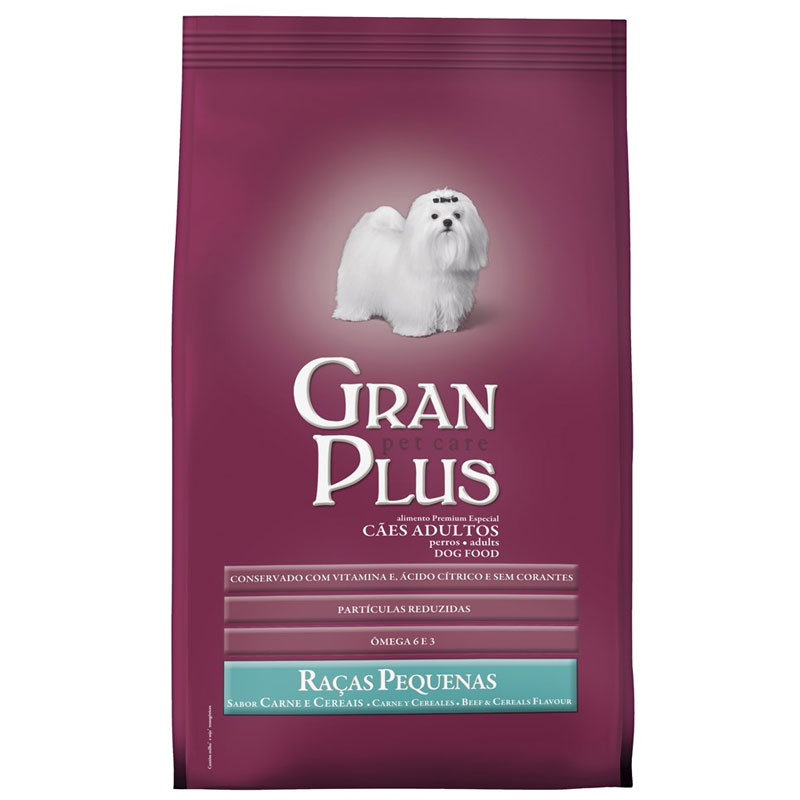 GRAN
pet care
PLUS
alimento Premium Especial
CÃES ADULTOS
perros • adults
DOG FOOD
CONSERVADO COM VITAMINA E, ÁCIDO CÍTRICO E SEM CORANTES
PARTÍCULAS REDUZIDAS
ÔMEGA 6 E 3
RAÇAS PEQUENAS
SABOR CARNE E CEREAIS • CARNE Y CEREALES • BEEF & CEREALS FLAVOUR